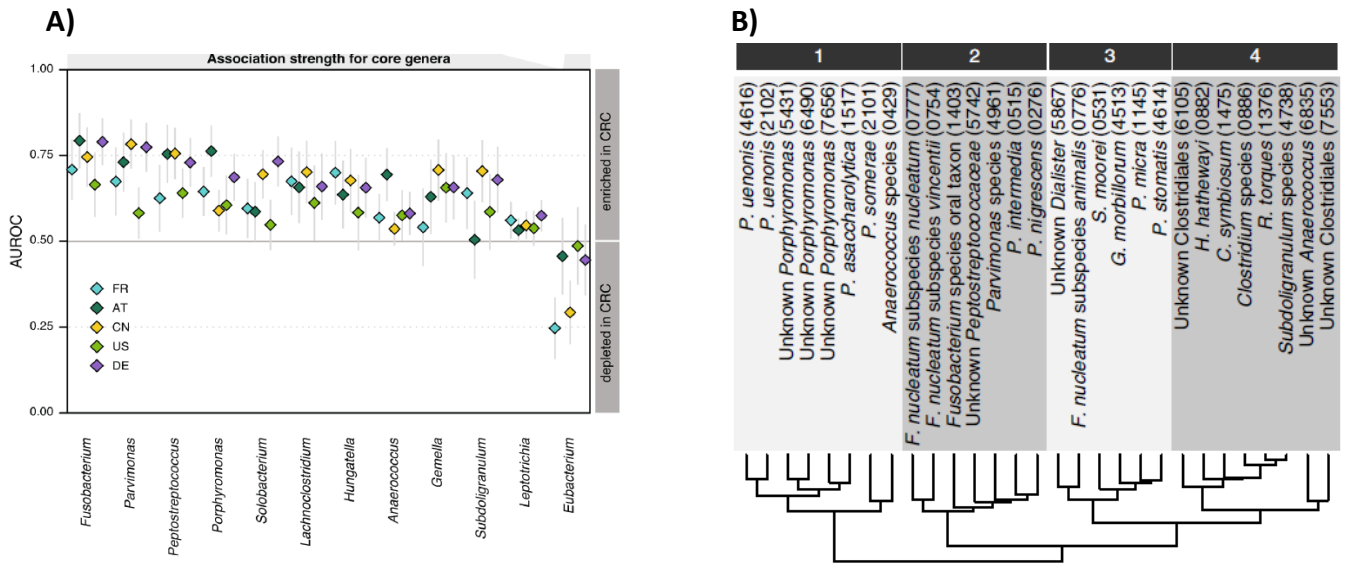 A)
Association strength for core genera
1.00
0.75
0.50
0.25
0.00
AUROC
enriched in CRC
depleted in CRC
FR
AT
CN
US
DE
Fusobacterium
Parvimonas
Peptostreptococcus
Porphyromonas
Solobacterium
Lachnoclostridium
Hungatella
Anaerococcus
Gemella
Subdoligranulum
Leptotrichia
Eubacterium
B)
1
2
3
4
P. uenonis (4616)
P. uenonis (2102)
Unknown Porphyromonas (5431)
Unknown Porphyromonas (6490)
Unknown Porphyromonas (7656)
P. asaccharolytica (1517)
P. somerae (2101)
Anaerococcus species (0429)
F. nucleatum subspecies nucleatum (0777)
F. nucleatum subspecies vincentii (0754)
Fusobacterium species oral taxon (1403)
Unknown Peptostreptococcaceae (5742)
Parvimonas species (4961)
P. intermedia (0515)
P. nigrescens (0276)
Unknown Dialister (5867)
F. nucleatum subspecies animalis (0776)
S. moorei (0531)
G. morbillorum (4513)
P. micra (1145)
P. stomatis (4614)
Unknown Clostridiales (6105)
H. hathewayi (0882)
C. symbiosum (1475)
Clostridium species (0886)
R. torques (1376)
Subdoligranulum species (4738)
Unknown Anaerococcus (6835)
Unknown Clostridiales (7553)